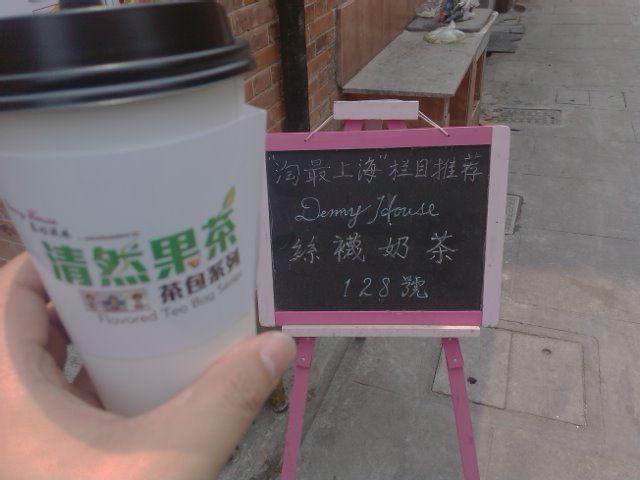 清然果茶
茶包系列
Flavored Tea Bag Series
"淘最上海"栏目推荐
Denny House
絲襪奶茶
128號